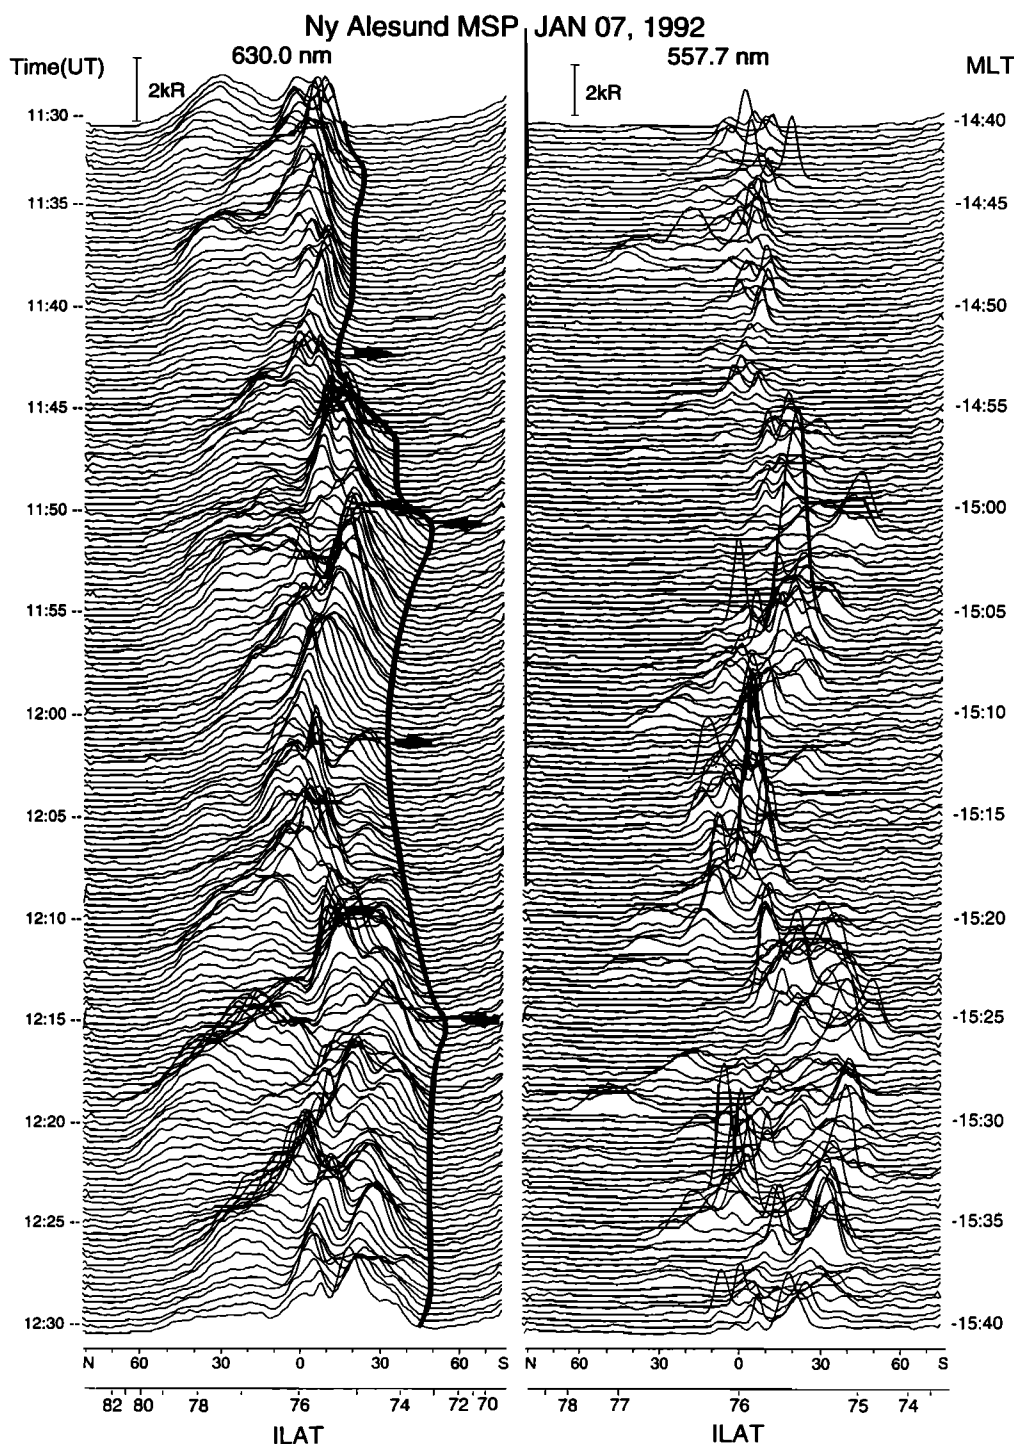 Ny Alesund MSP JAN 07, 1992
630.0 nm 557.7 nm
Time(UT) MLT
2kR 2kR
11:30 -- -14:40
11:35 -- -14:45
11:40 -- -14:50
11:45 -- -14:55
11:50 -- -15:00
11:55 -- -15:05
12:00 -- -15:10
12:05 -- -15:15
12:10 -- -15:20
12:15 -- -15:25
12:20 -- -15:30
12:25 -- -15:35
12:30 -- -15:40
N 60 30 0 30 60 S N 60 30 0 30 60 S
82 80 78 76 74 72 70 78 77 76 75 74
ILAT ILAT